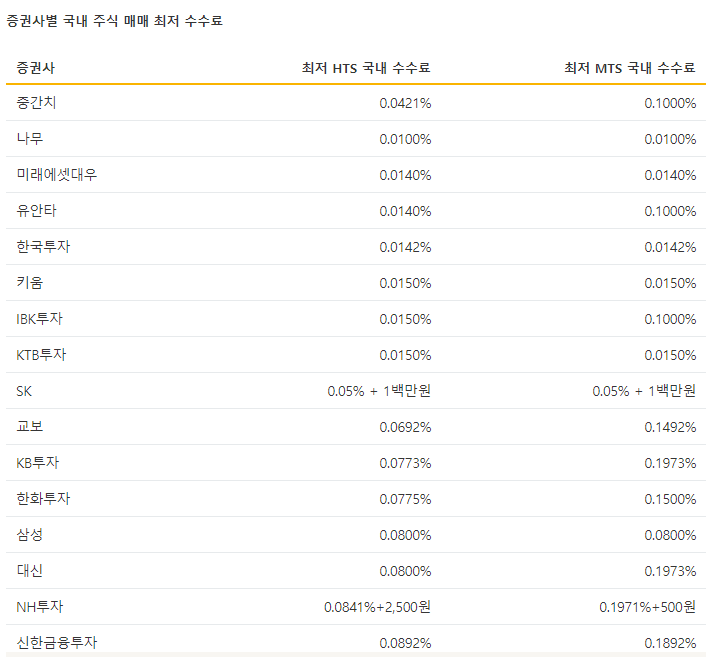 증권사별 국내 주식 매매 최저 수수료
증권사 최저 HTS 국내 수수료 최저 MTS 국내 수수료
중간치 0.0421% 0.1000%
나무 0.0100% 0.0100%
미래에셋대우 0.0140% 0.0140%
유안타 0.0140% 0.1000%
한국투자 0.0142% 0.0142%
키움 0.0150% 0.0150%
IBK투자 0.0150% 0.1000%
KTB투자 0.0150% 0.0150%
SK 0.05% + 1백만원 0.05% + 1백만원
교보 0.0692% 0.1492%
KB투자 0.0773% 0.1973%
한화투자 0.0775% 0.1500%
삼성 0.0800% 0.0800%
대신 0.0800% 0.1973%
NH투자 0.0841%+2,500원 0.1971%+500원
신한금융투자 0.0892% 0.1892%